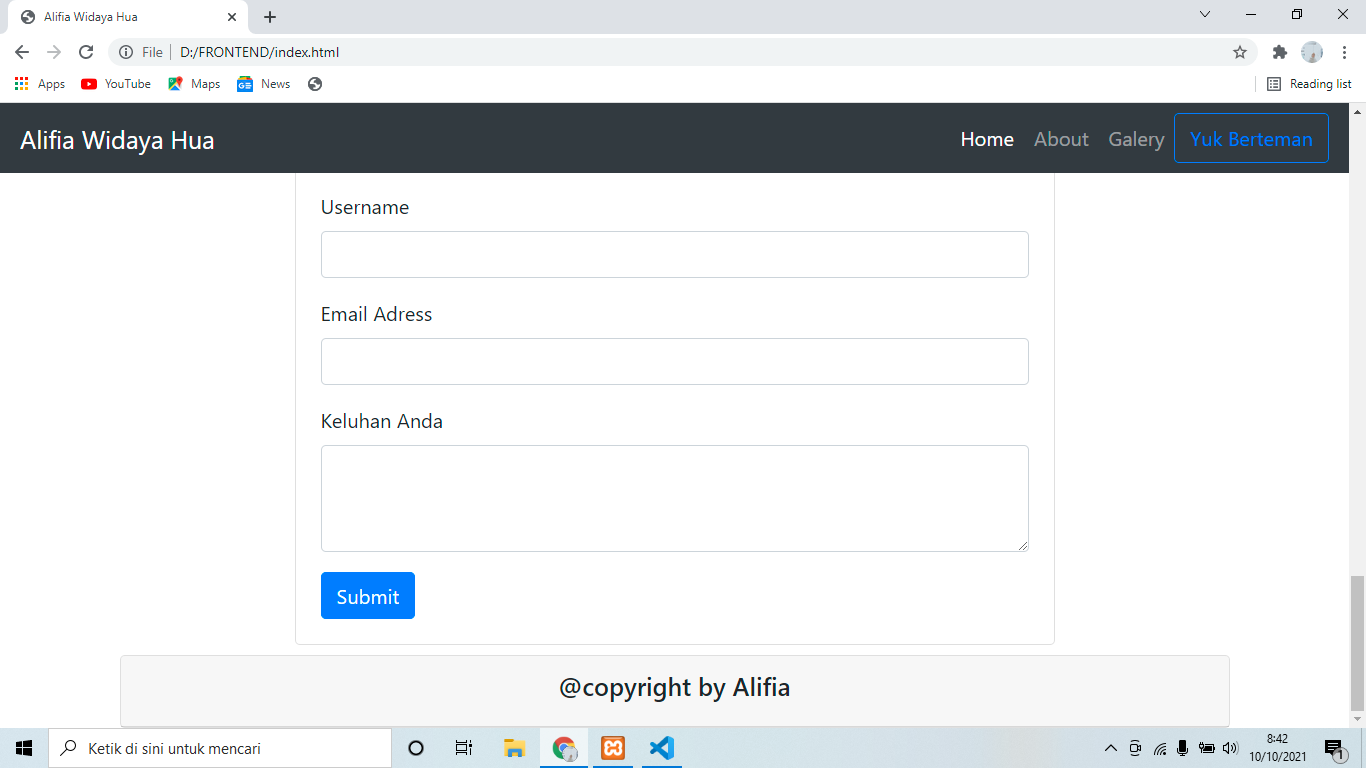 Alifia Widaya Hua
File D:/FRONTEND/index.html
Apps YouTube Maps News Reading list
Alifia Widaya Hua Home About Galery Yuk Berteman
Username
Email Adress
Keluhan Anda
Submit
@copyright by Alifia
Ketik di sini untuk mencari
8:42
10/10/2021
1